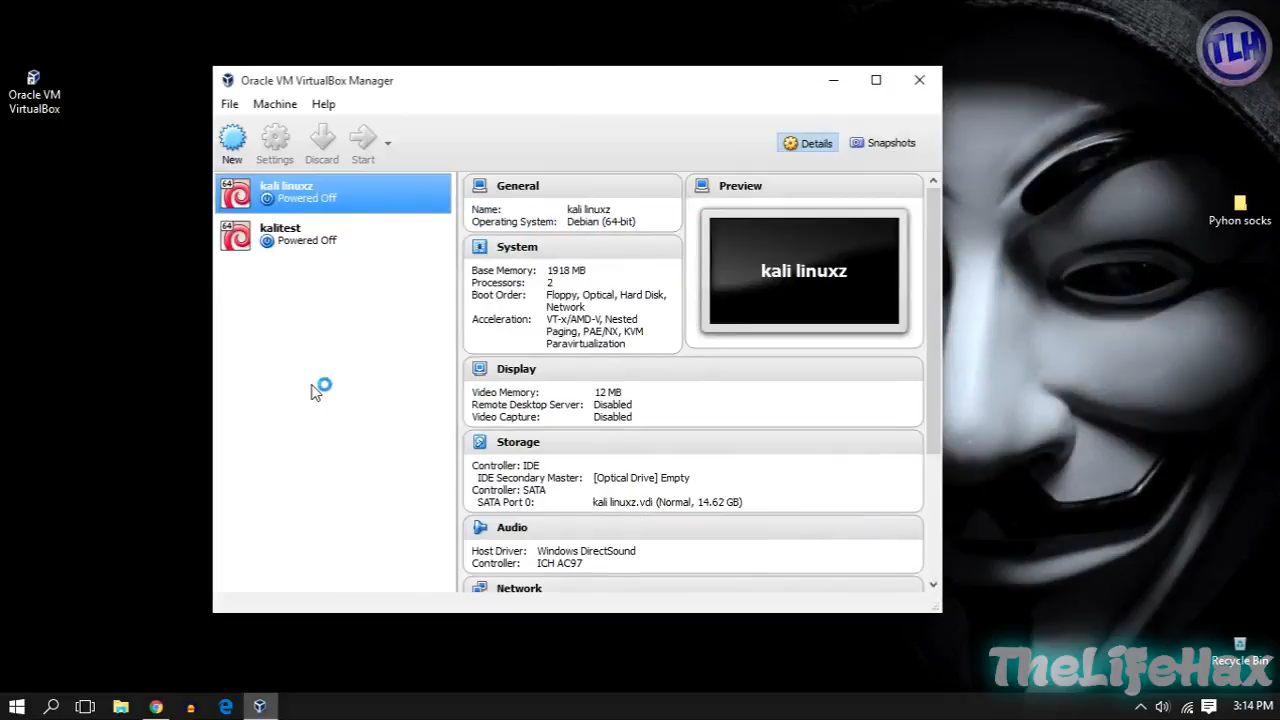 TLH
Oracle VM
VirtualBox
Oracle VM VirtualBox Manager
File Machine Help
New Settings Discard Start
Details Snapshots
64 kali linuxz
Powered Off
64 kalitest
Powered Off
General
Name: kali linuxz
Operating System: Debian (64-bit)
System
Base Memory: 1918 MB
Processors: 2
Boot Order: Floppy, Optical, Hard Disk,
Network
Acceleration: VT-x/AMD-V, Nested
Paging, PAE/NX, KVM
Paravirtualization
Preview
kali linuxz
Display
Video Memory: 12 MB
Remote Desktop Server: Disabled
Video Capture: Disabled
Storage
Controller: IDE
IDE Secondary Master: [Optical Drive] Empty
Controller: SATA
SATA Port 0: kali linuxz.vdi (Normal, 14.62 GB)
Audio
Host Driver: Windows DirectSound
Controller: ICH AC97
Network
Pyhon socks
Recycle Bin
TheLifeHax
3:14 PM